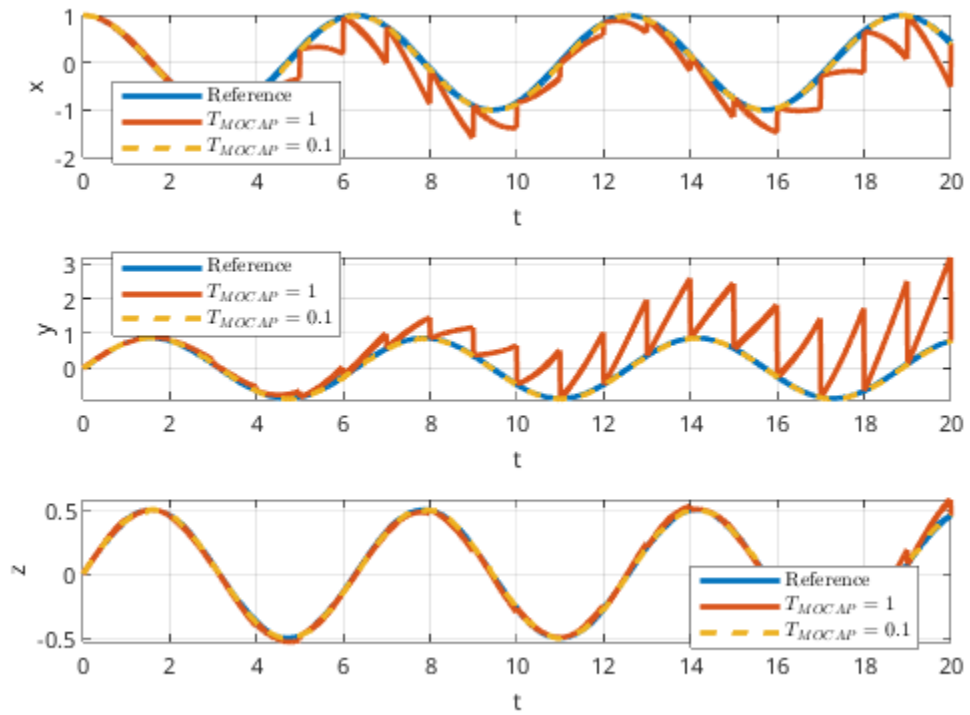 1
0
-1
-2
x
Reference
T_MOCAP = 1
T_MOCAP = 0.1
0 2 4 6 8 10 12 14 16 18 20
t
3
2
1
0
y
Reference
T_MOCAP = 1
T_MOCAP = 0.1
0 2 4 6 8 10 12 14 16 18 20
t
0.5
0
-0.5
z
Reference
T_MOCAP = 1
T_MOCAP = 0.1
0 2 4 6 8 10 12 14 16 18 20
t